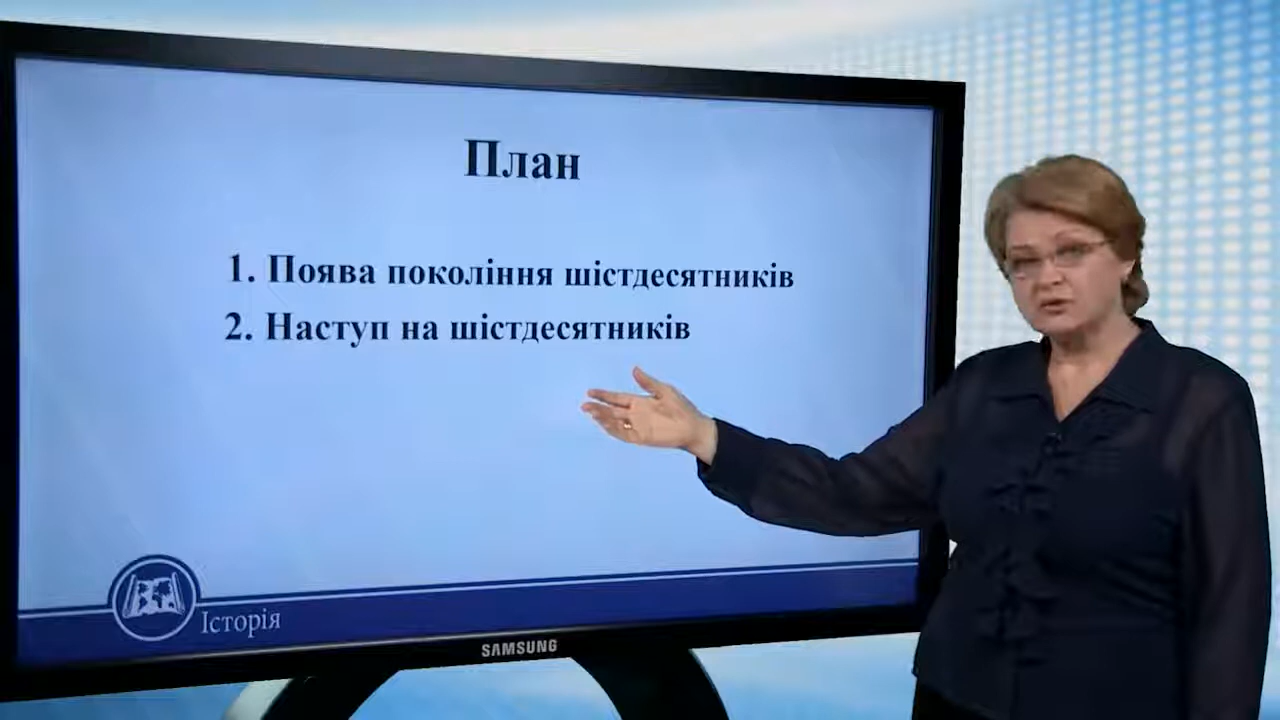 План
1. Поява покоління шістдесятників
2. Наступ на шістдесятників
Історія
SAMSUNG